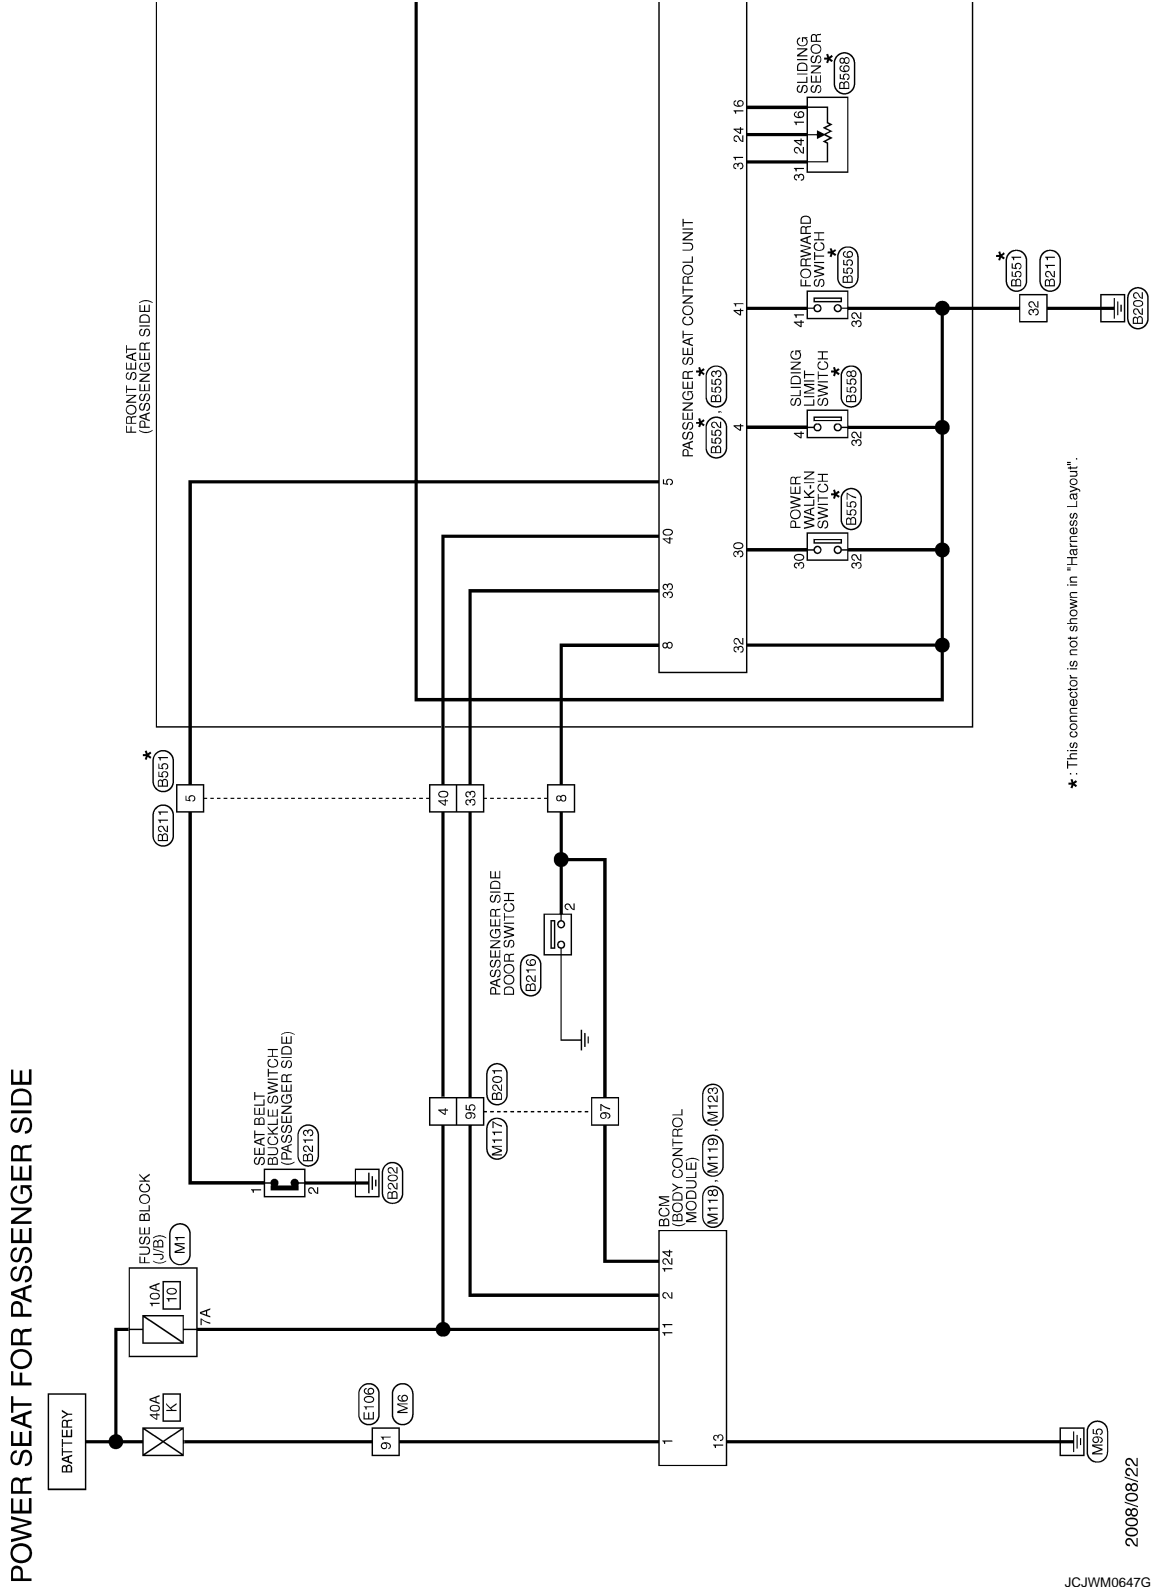 POWER SEAT FOR PASSENGER SIDE
BATTERY
40A
K
10A
10
FUSE BLOCK
(J/B)
M1
7A
E106
M6
91
SEAT BELT
BUCKLE SWITCH
(PASSENGER SIDE)
B213
1
2
B202
4
95
M117
B201
97
BCM
(BODY CONTROL
MODULE)
M118 , M119 , M123
1
11
2
124
13
M95
PASSENGER SIDE
DOOR SWITCH
B216
2
B211
B551
*
5
40
33
8
FRONT SEAT
(PASSENGER SIDE)
8
33
40
5
PASSENGER SEAT CONTROL UNIT
B552 * , B553 *
32
30
4
41
31
24
16
POWER
WALK-IN
SWITCH
*
B557
30
32
SLIDING
LIMIT
SWITCH
*
B558
4
32
FORWARD
SWITCH
*
B556
41
32
SLIDING
SENSOR
*
B568
31
24
16
*
B551
B211
32
B202
* : This connector is not shown in "Harness Layout".
2008/08/22
JCJWM0647G